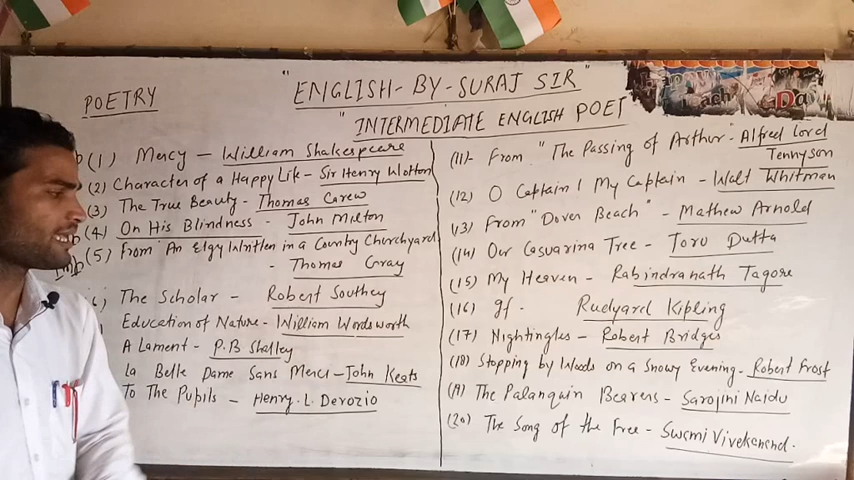 "ENGLISH-BY-SURAJ SIR"
POETRY
"INTERMEDIATE ENGLISH POET
(1) Mercy - William Shakespeare
(2) Character of a Happy Life - Sir Henry Wotton
(3) The True Beauty - Thomas Carew
(4) On His Blindness - John Milton
(5) From "An Elgy Written in a Country Churchyard
- Thomas Gray
) The Scholar - Robert Southey
) Education of Nature - William Wordsworth
A Lament - P.B Shelley
La Belle Dame Sans Merci - John Keats
To The Pupils - Henry. L. Derozio
(11)- From "The Passing of Arthur" - Alfred Lord
Tennyson
(12) O Captain! My Captain - Walt Whitman
(13) From "Dover Beach" - Mathew Arnold
(14) Our Casuarina Tree - Toru Dutta
(15) My Heaven - Rabindranath Tagore
(16) If - Rudyard Kipling
(17) Nightingles - Robert Bridges
(18) Stopping by Woods on a Snowy Evening - Robert Frost
(19) The Palanquin Bearers - Sarojini Naidu
(20) The Song of the Free - Swami Vivekanand.